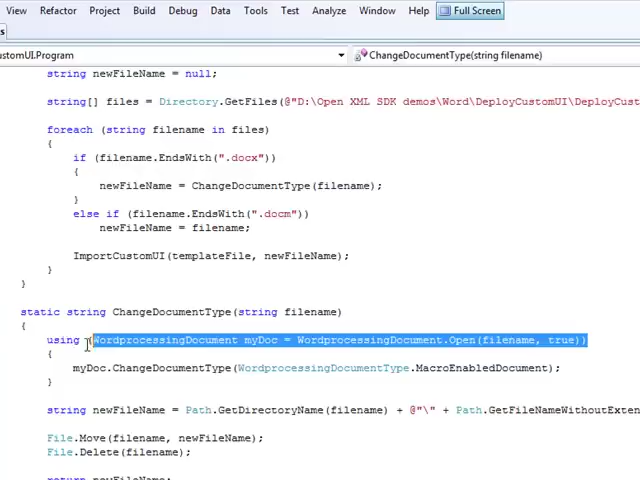 View Refactor Project Build Debug Data Tools Test Analyze Window Help Full Screen
s
stomUI.Program ChangeDocumentType(string filename)
string newFileName = null;
string[] files = Directory.GetFiles(@"D:\Open XML SDK demos\Word\DeployCustomUI\DeployCust
foreach (string filename in files)
{
if (filename.EndsWith(".docx"))
{
newFileName = ChangeDocumentType(filename);
}
else if (filename.EndsWith(".docm"))
newFileName = filename;
ImportCustomUI(templateFile, newFileName);
}
}
static string ChangeDocumentType(string filename)
{
using (WordprocessingDocument myDoc = WordprocessingDocument.Open(filename, true))
{
myDoc.ChangeDocumentType(WordprocessingDocumentType.MacroEnabledDocument);
}
string newFileName = Path.GetDirectoryName(filename) + @"\" + Path.GetFileNameWithoutExten
File.Move(filename, newFileName);
File.Delete(filename);
return newFileName;